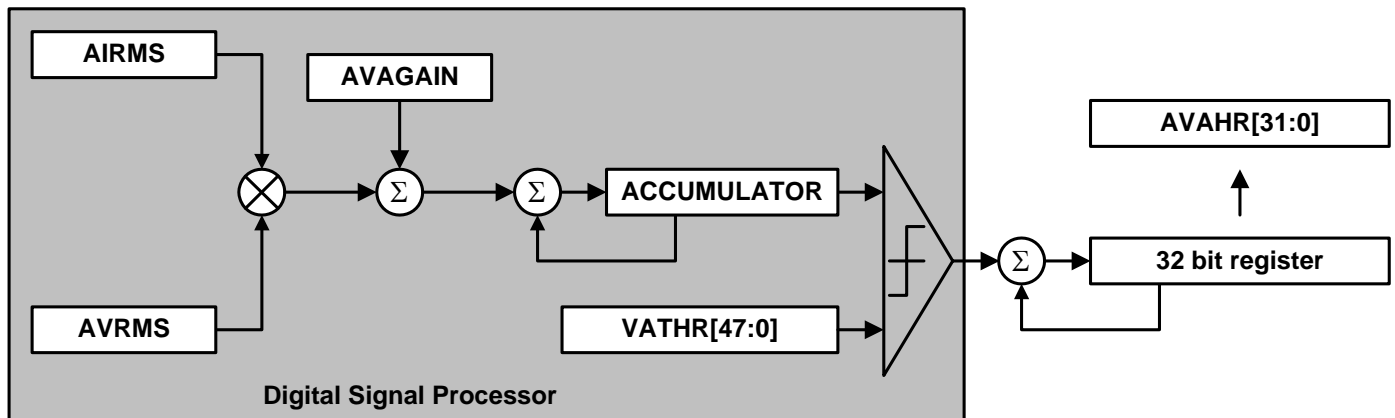 AIRMS
AVAGAIN
AVAHR[31:0]
Σ
Σ
ACCUMULATOR
Σ
32 bit register
AVRMS
VATHR[47:0]
Digital Signal Processor